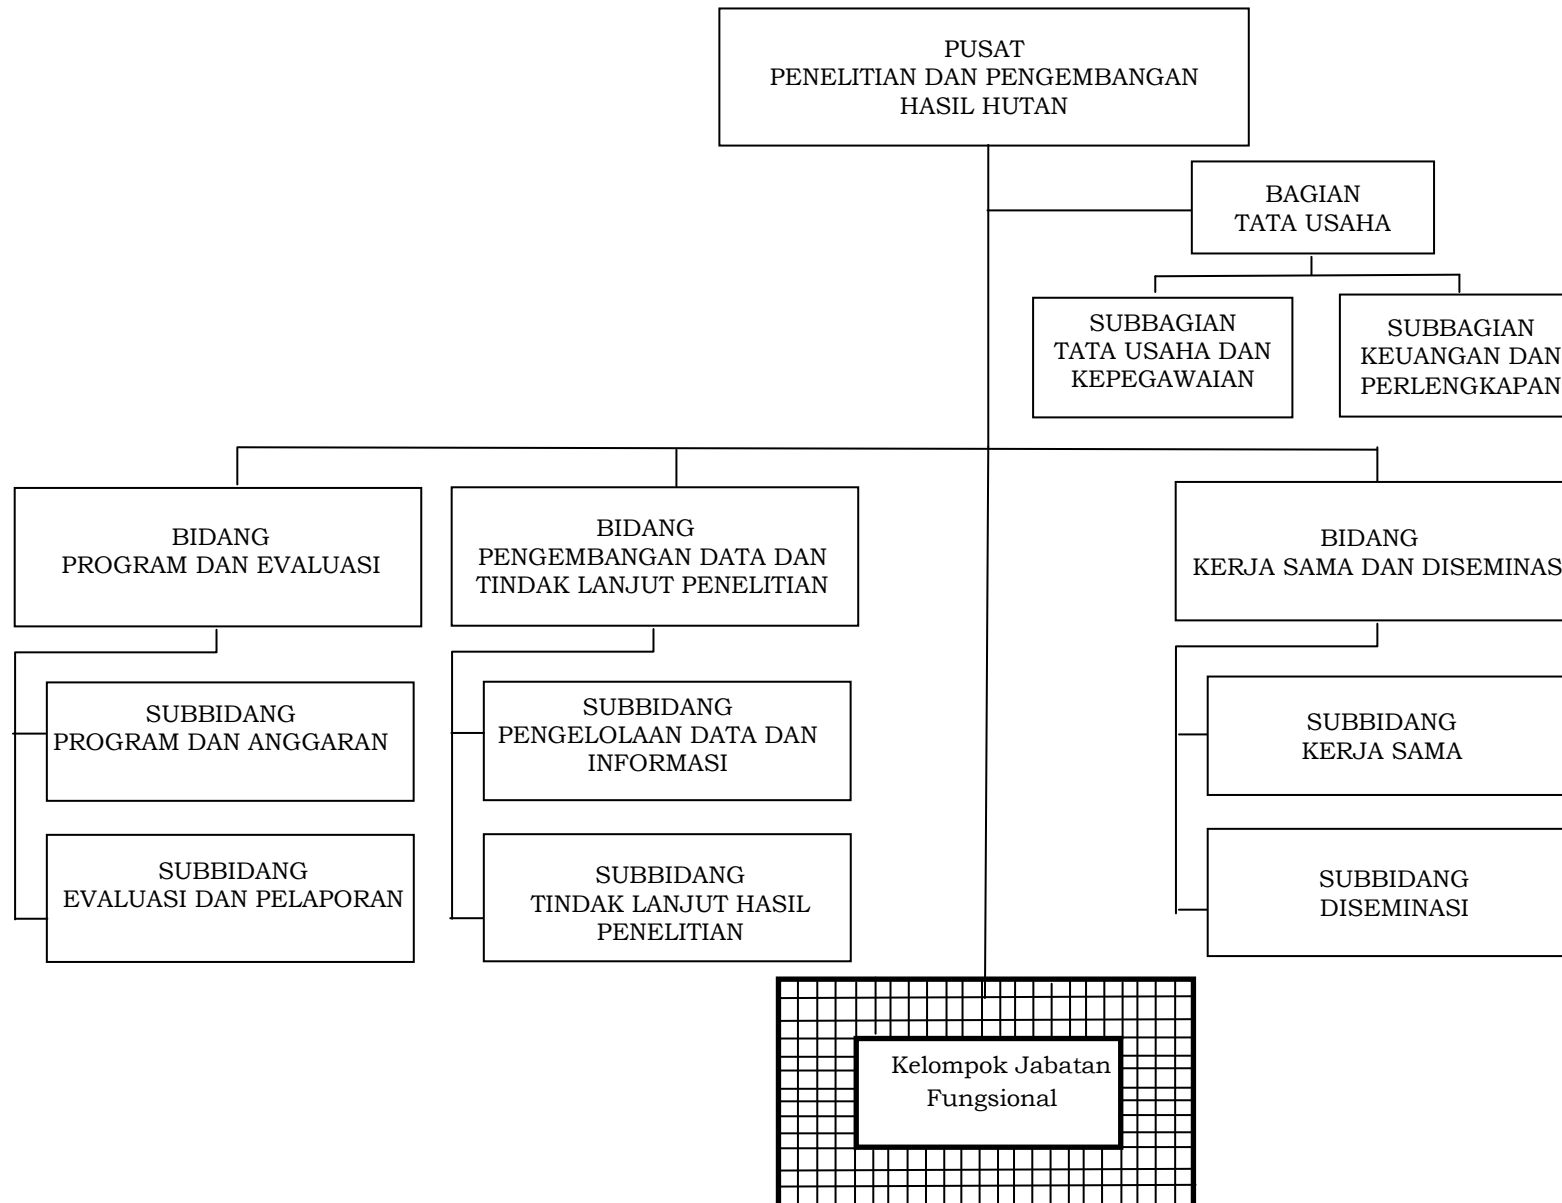 PUSAT
PENELITIAN DAN PENGEMBANGAN
HASIL HUTAN
BAGIAN
TATA USAHA
SUBBAGIAN
TATA USAHA DAN
KEPEGAWAIAN
SUBBAGIAN
KEUANGAN DAN
PERLENGKAPAN
BIDANG
PROGRAM DAN EVALUASI
BIDANG
PENGEMBANGAN DATA DAN
TINDAK LANJUT PENELITIAN
BIDANG
KERJA SAMA DAN DISEMINAS
SUBBIDANG
PROGRAM DAN ANGGARAN
SUBBIDANG
PENGELOLAAN DATA DAN
INFORMASI
SUBBIDANG
KERJA SAMA
SUBBIDANG
EVALUASI DAN PELAPORAN
SUBBIDANG
TINDAK LANJUT HASIL
PENELITIAN
SUBBIDANG
DISEMINASI
Kelompok Jabatan
Fungsional